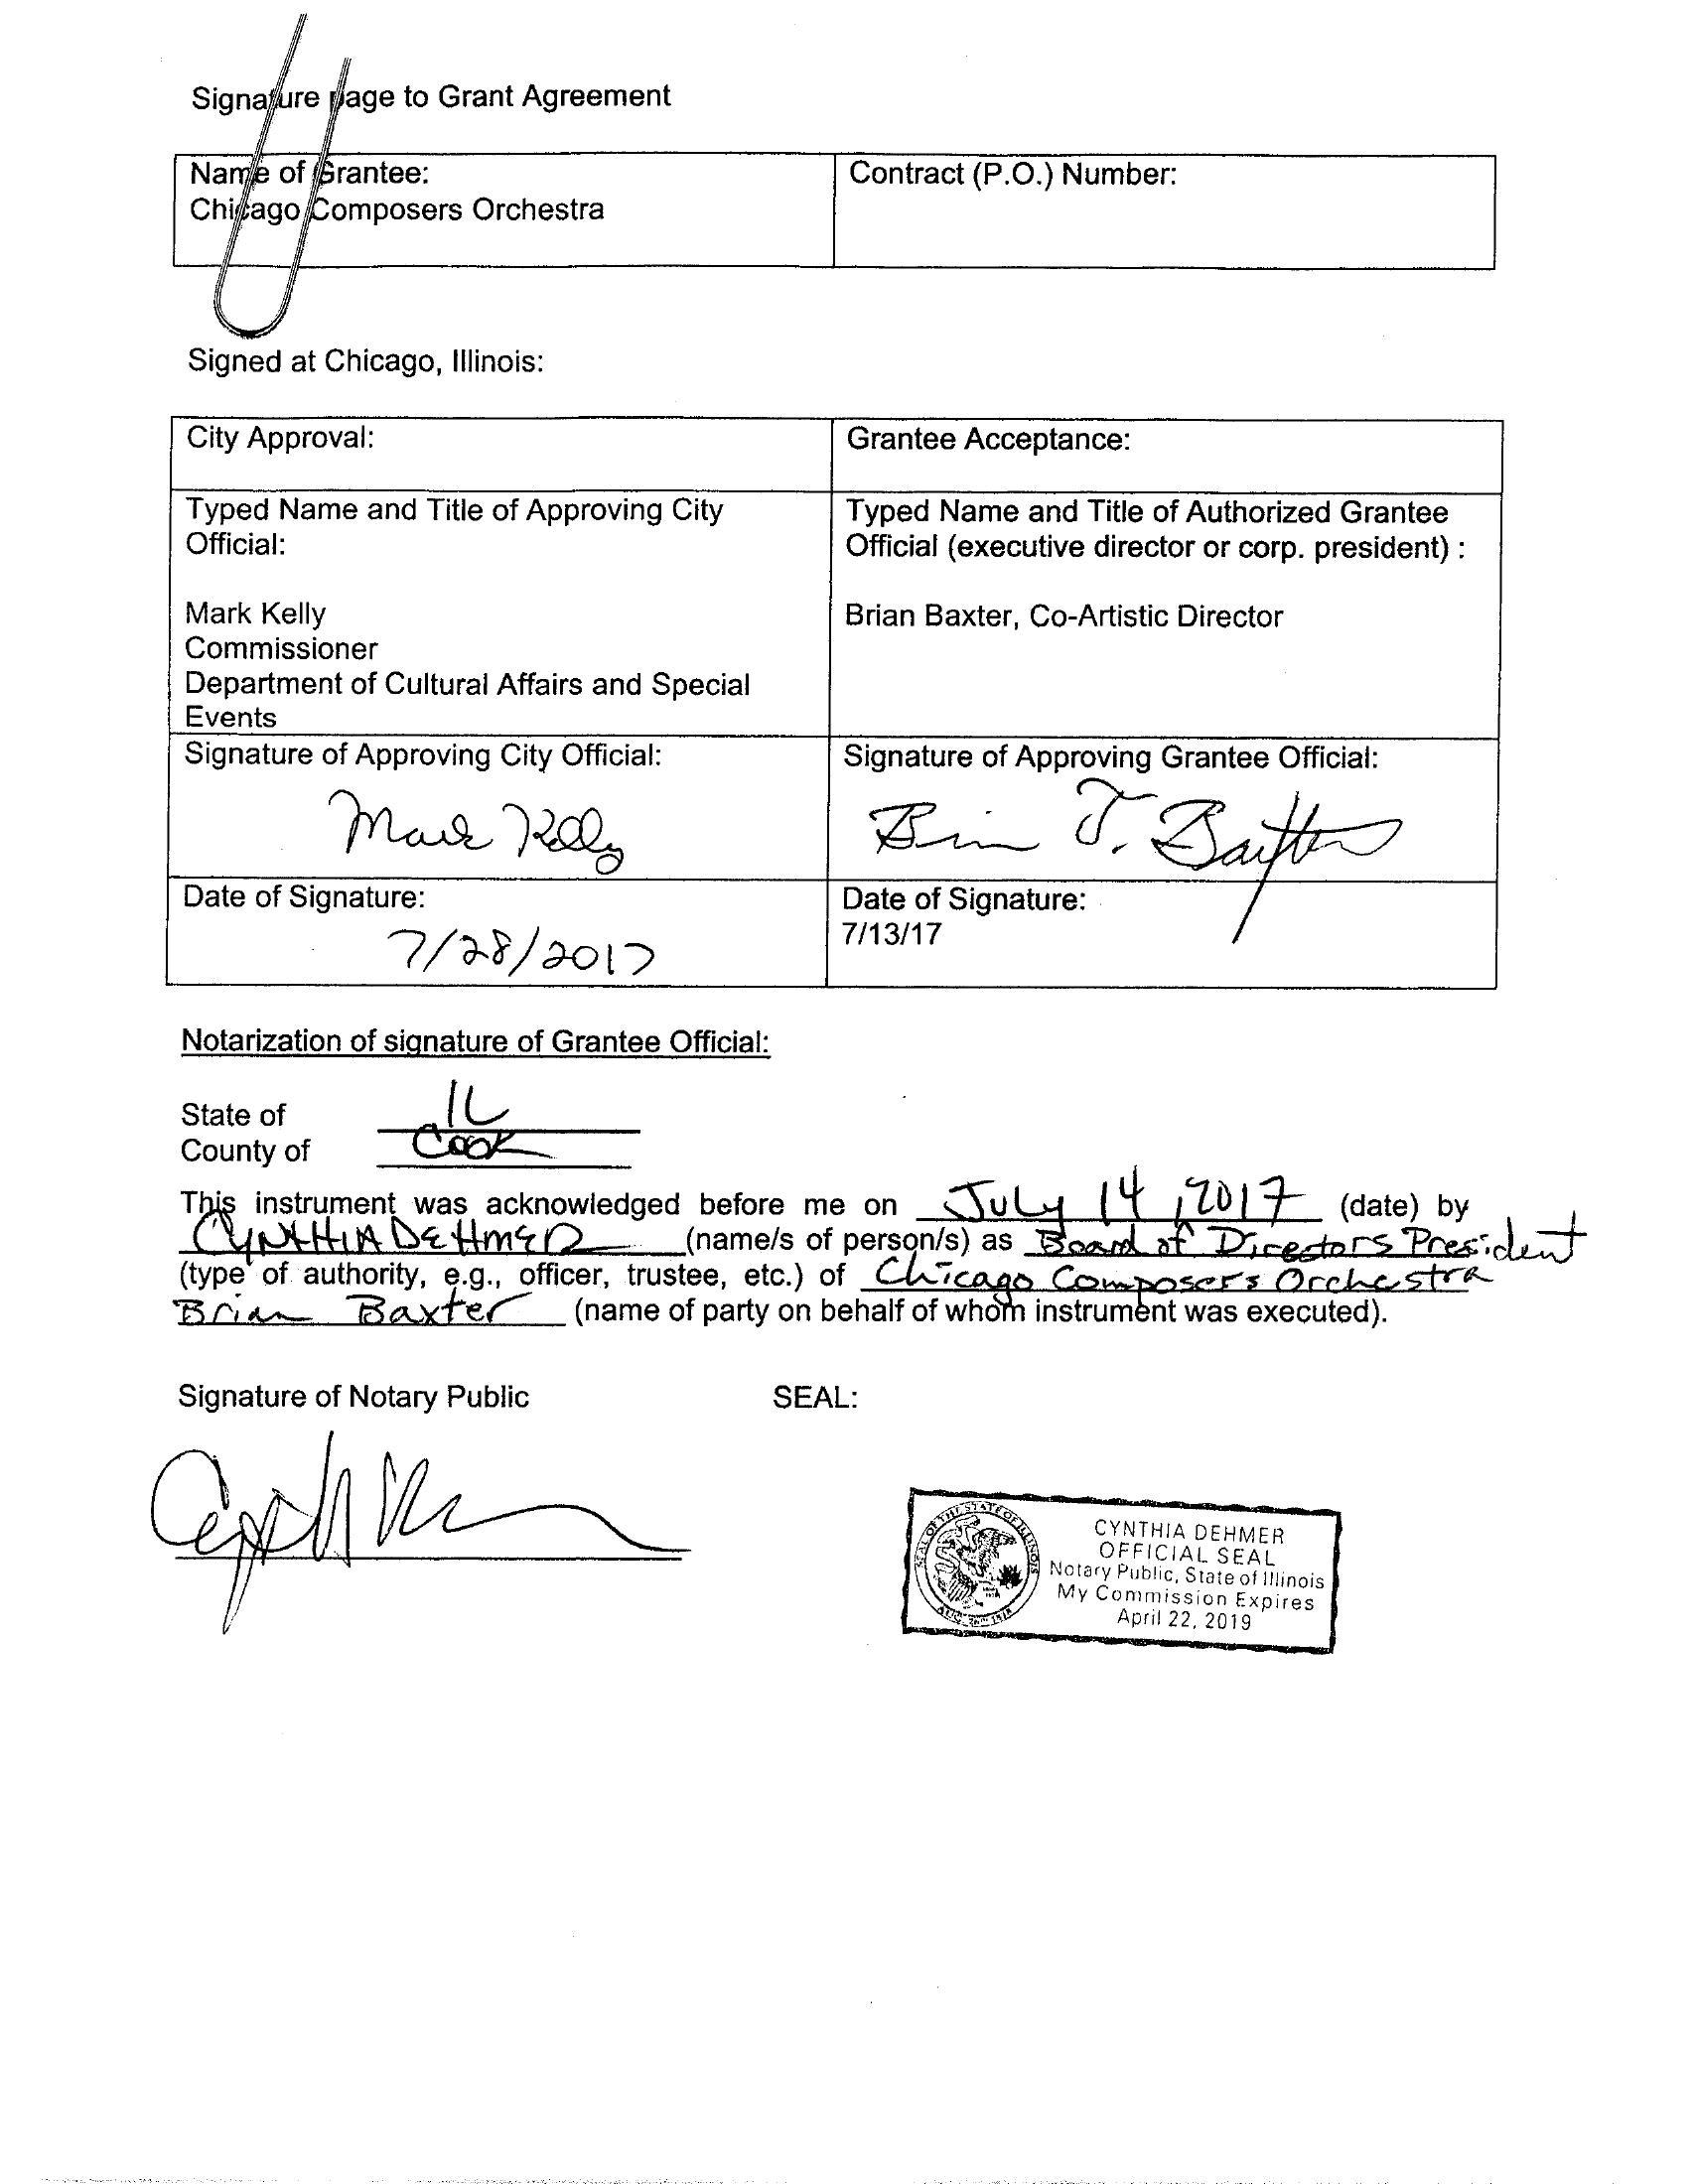 Signature page to Grant Agreement
Name of Grantee:
Chicago Composers Orchestra
Contract (P.O.) Number:
Signed at Chicago, Illinois:
City Approval:
Grantee Acceptance:
Typed Name and Title of Approving City
Official:
Mark Kelly
Commissioner
Department of Cultural Affairs and Special
Events
Typed Name and Title of Authorized Grantee
Official (executive director or corp. president) :
Brian Baxter, Co-Artistic Director
Signature of Approving City Official:
Mark Kelly
Signature of Approving Grantee Official:
Brian J. Baxter
Date of Signature:
7/28/2017
Date of Signature:
7/13/17
Notarization of signature of Grantee Official:
State of IL
County of Cook
This instrument was acknowledged before me on July 14, 2017 (date) by
CYNTHIA DEHMER (name/s of person/s) as Board of Directors President
(type of authority, e.g., officer, trustee, etc.) of Chicago Composers Orchestra
Brian Baxter (name of party on behalf of whom instrument was executed).
Signature of Notary Public
SEAL:
SEAL OF THE STATE OF ILLINOIS
AUG. 26TH 1818
CYNTHIA DEHMER
OFFICIAL SEAL
Notary Public, State of Illinois
My Commission Expires
April 22, 2019